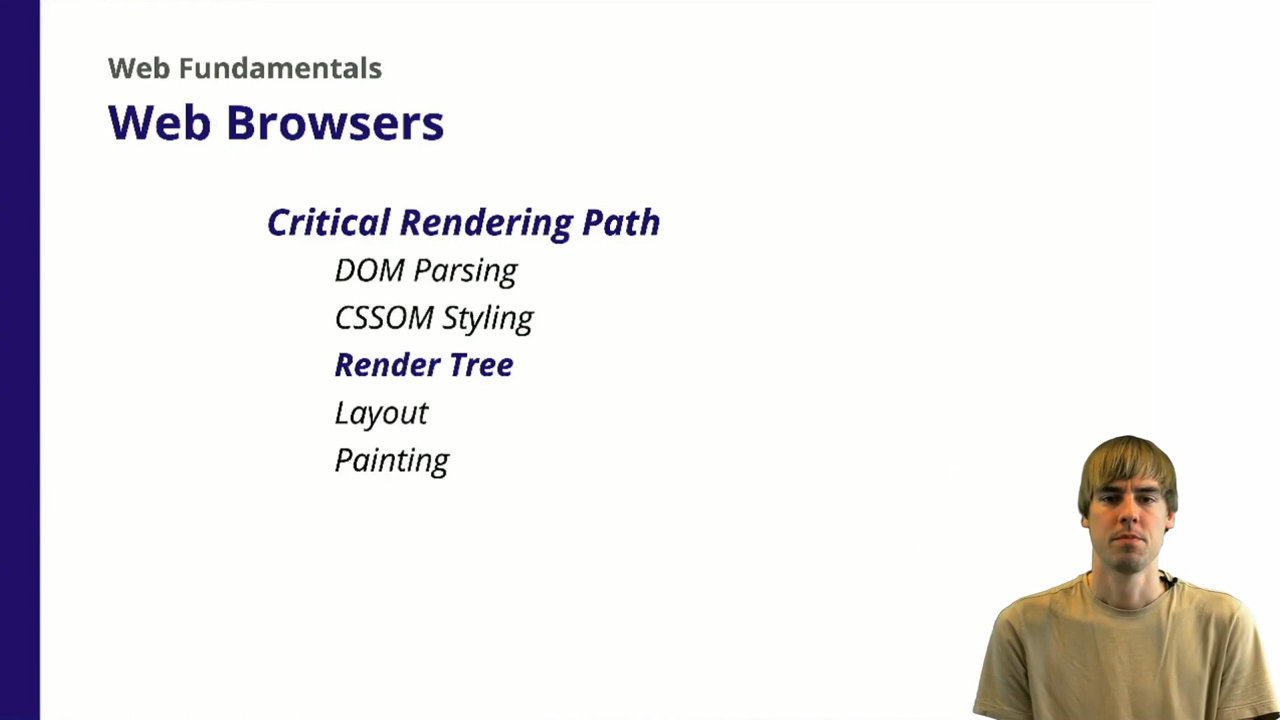 Web Fundamentals
Web Browsers
Critical Rendering Path
DOM Parsing
CSSOM Styling
Render Tree
Layout
Painting